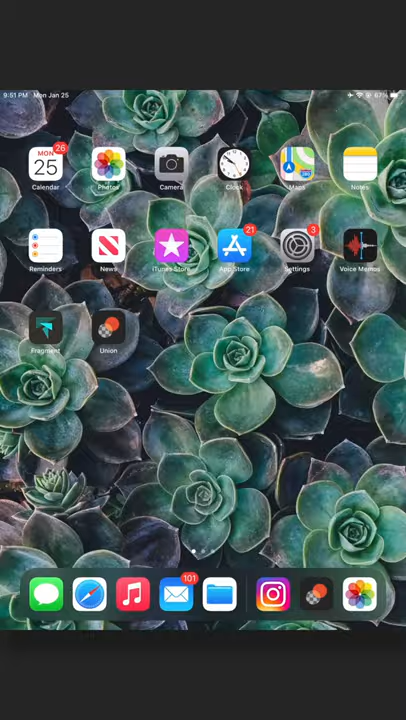 9:51 PM Mon Jan 25
67%
MON
25
26
Calendar
Photos
Camera
Clock
Maps
Notes
Reminders
News
iTunes Store
21
App Store
3
Settings
Voice Memos
Fragment
Union
101